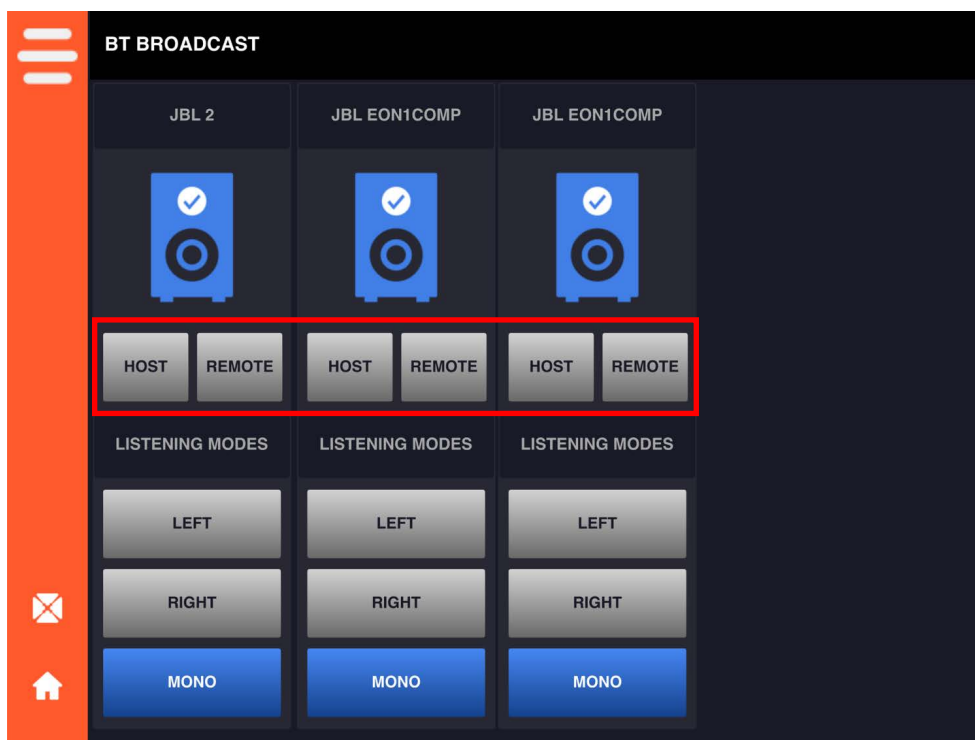 BT BROADCAST
JBL 2 JBL EON1COMP JBL EON1COMP
HOST REMOTE HOST REMOTE HOST REMOTE
LISTENING MODES LISTENING MODES LISTENING MODES
LEFT LEFT LEFT
RIGHT RIGHT RIGHT
MONO MONO MONO